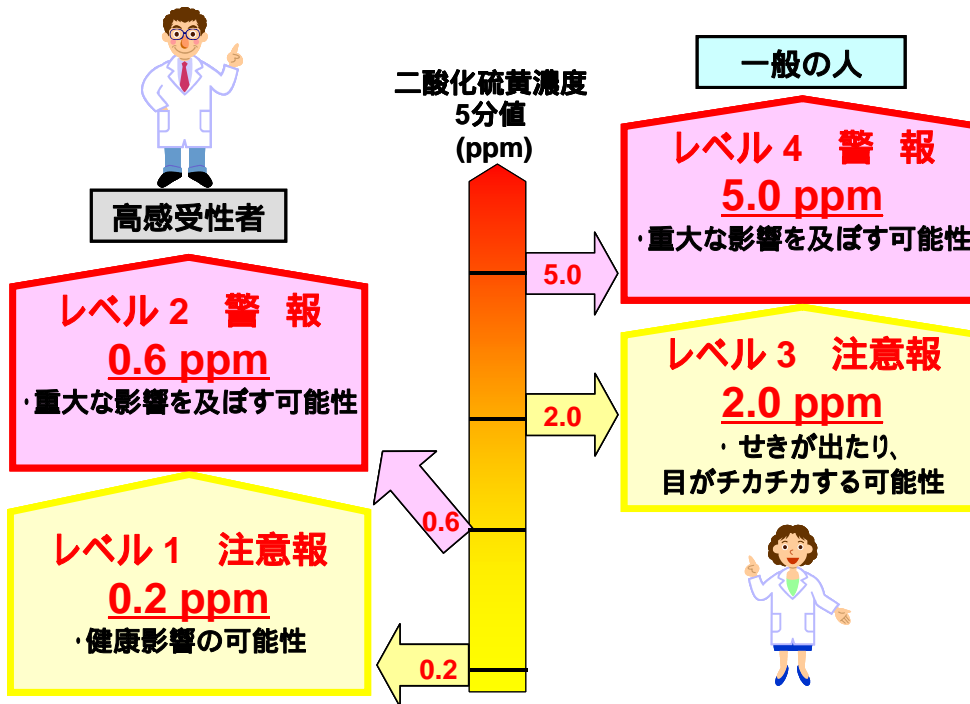 二酸化硫黄濃度
5分値
(ppm)
高感受性者
レベル 2 警 報
0.6 ppm
・重大な影響を及ぼす可能性
レベル 1 注意報
0.2 ppm
・健康影響の可能性
5.0
2.0
0.6
0.2
一般の人
レベル 4 警 報
5.0 ppm
・重大な影響を及ぼす可能性
レベル 3 注意報
2.0 ppm
・ せきが出たり、
目がチカチカする可能性